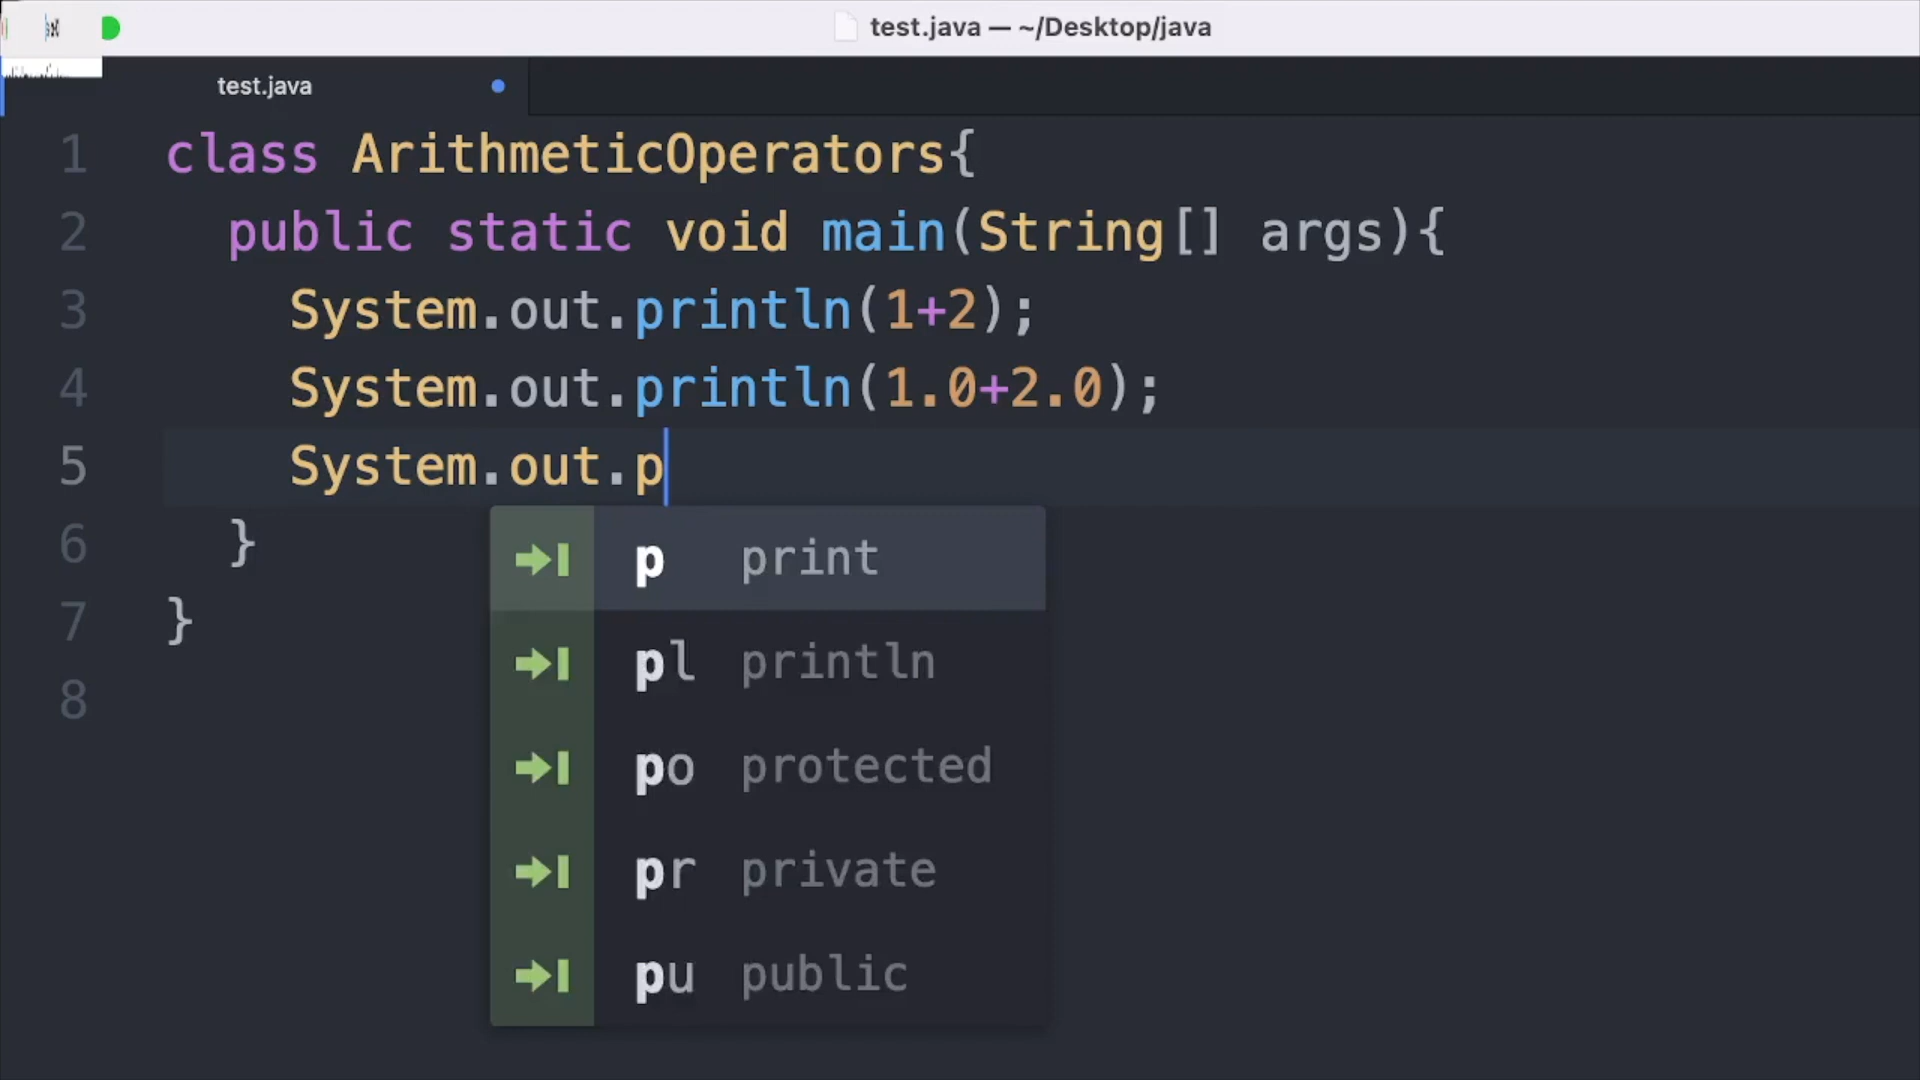 test.java — ~/Desktop/java
test.java
1 class ArithmeticOperators{
2 public static void main(String[] args){
3 System.out.println(1+2);
4 System.out.println(1.0+2.0);
5 System.out.p
6 }
7 }
8
p print
pl println
po protected
pr private
pu public